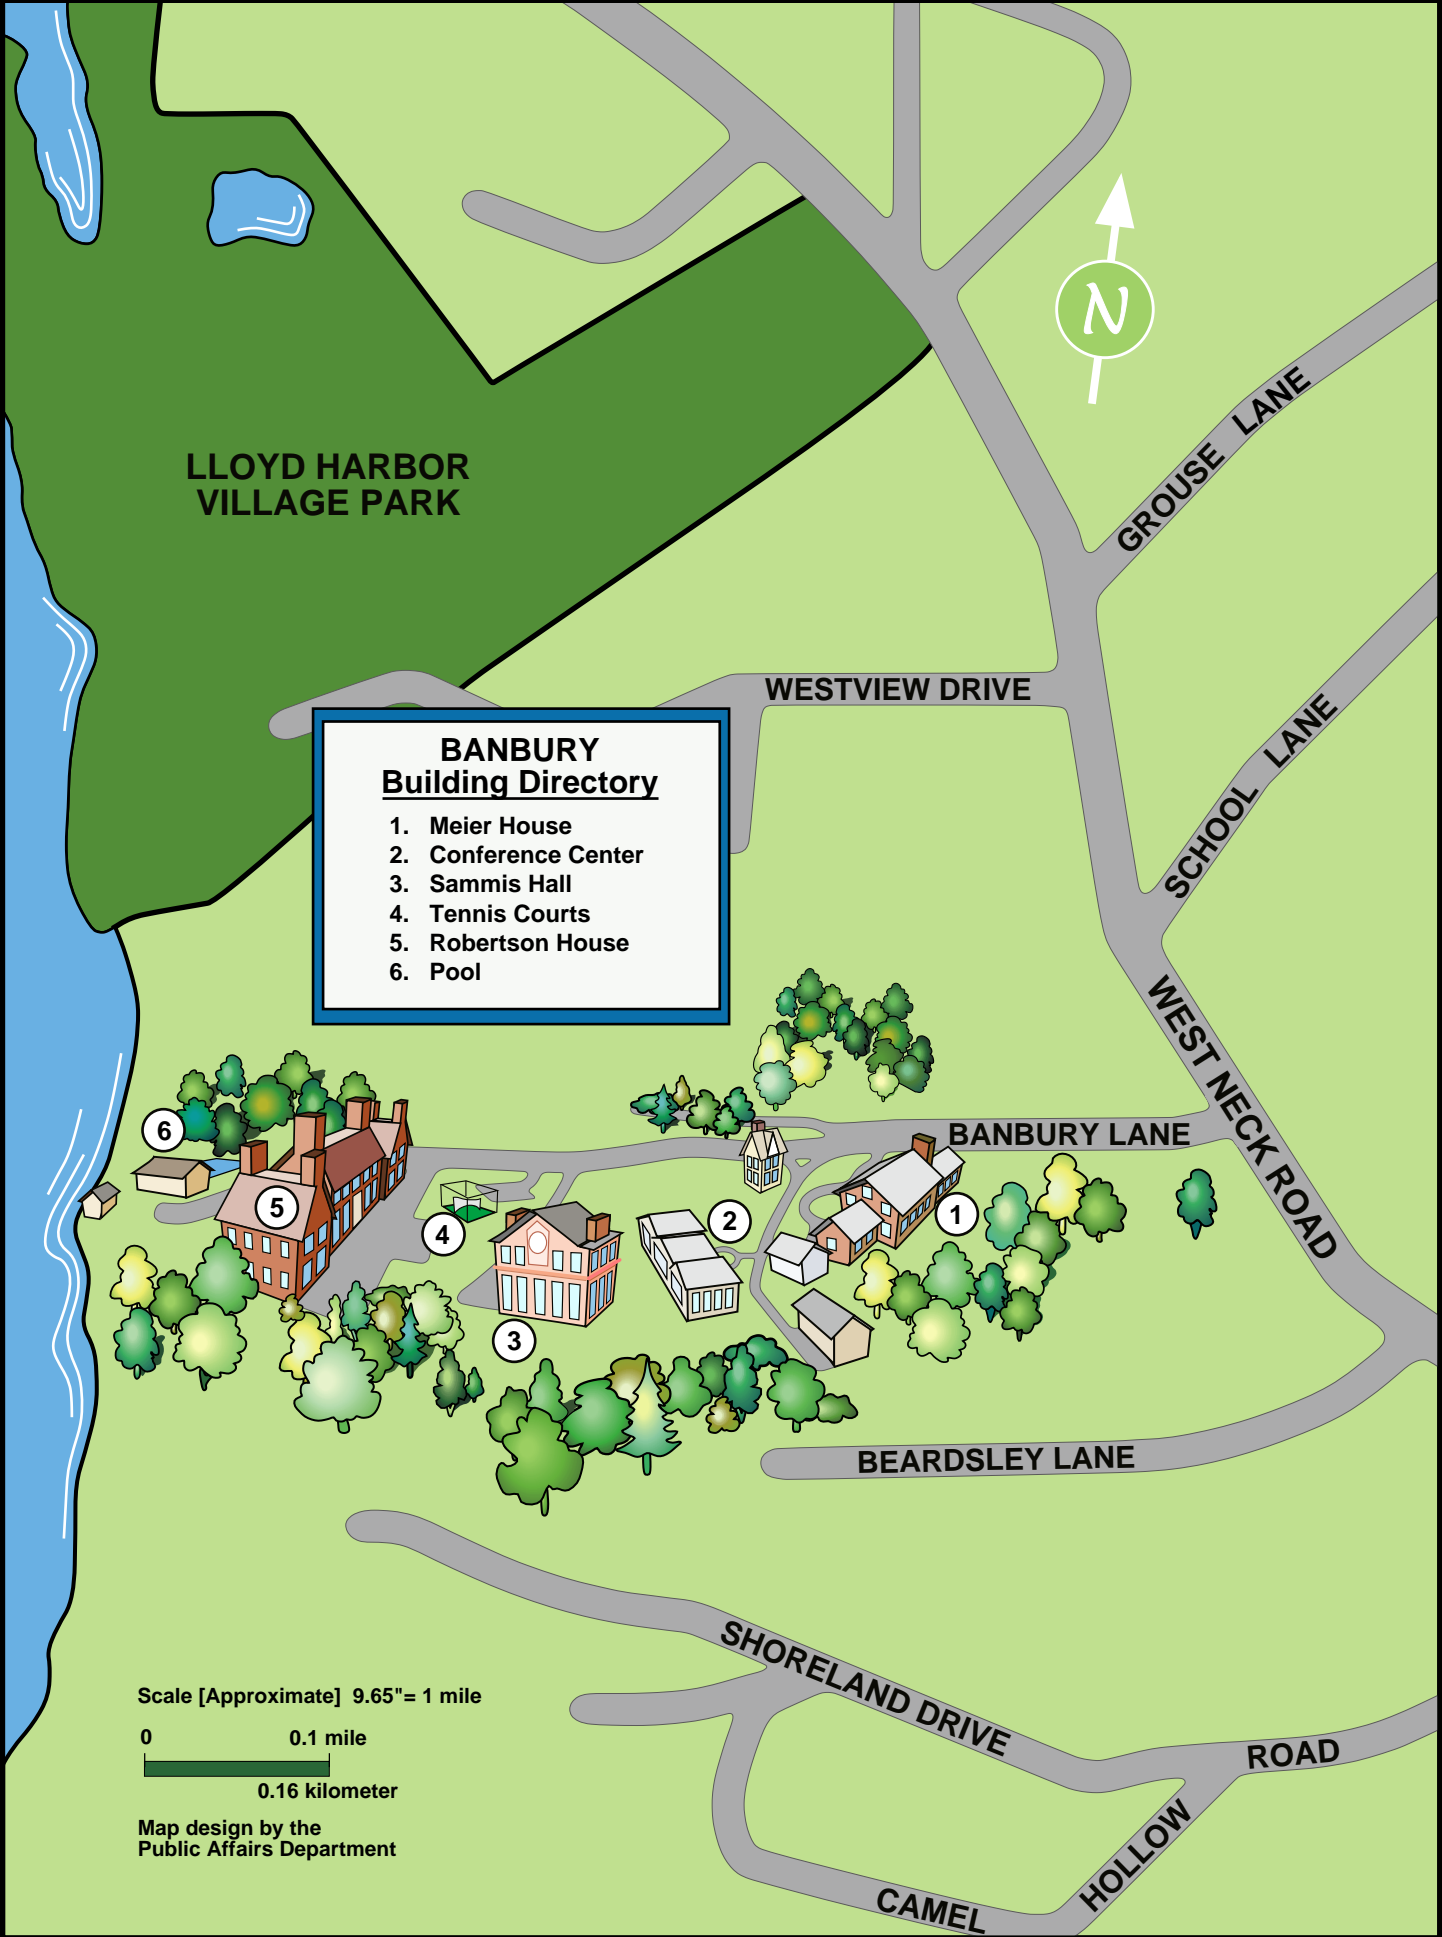 N
GROUSE LANE
LLOYD HARBOR
VILLAGE PARK
WESTVIEW DRIVE
SCHOOL LANE
BANBURY
Building Directory
1. Meier House
2. Conference Center
3. Sammis Hall
4. Tennis Courts
5. Robertson House
6. Pool
WEST NECK ROAD
BANBURY LANE
6
5
4
3
2
1
BEARDSLEY LANE
SHORELAND DRIVE
CAMEL HOLLOW ROAD
Scale [Approximate] 9.65"= 1 mile
0 0.1 mile
0.16 kilometer
Map design by the
Public Affairs Department